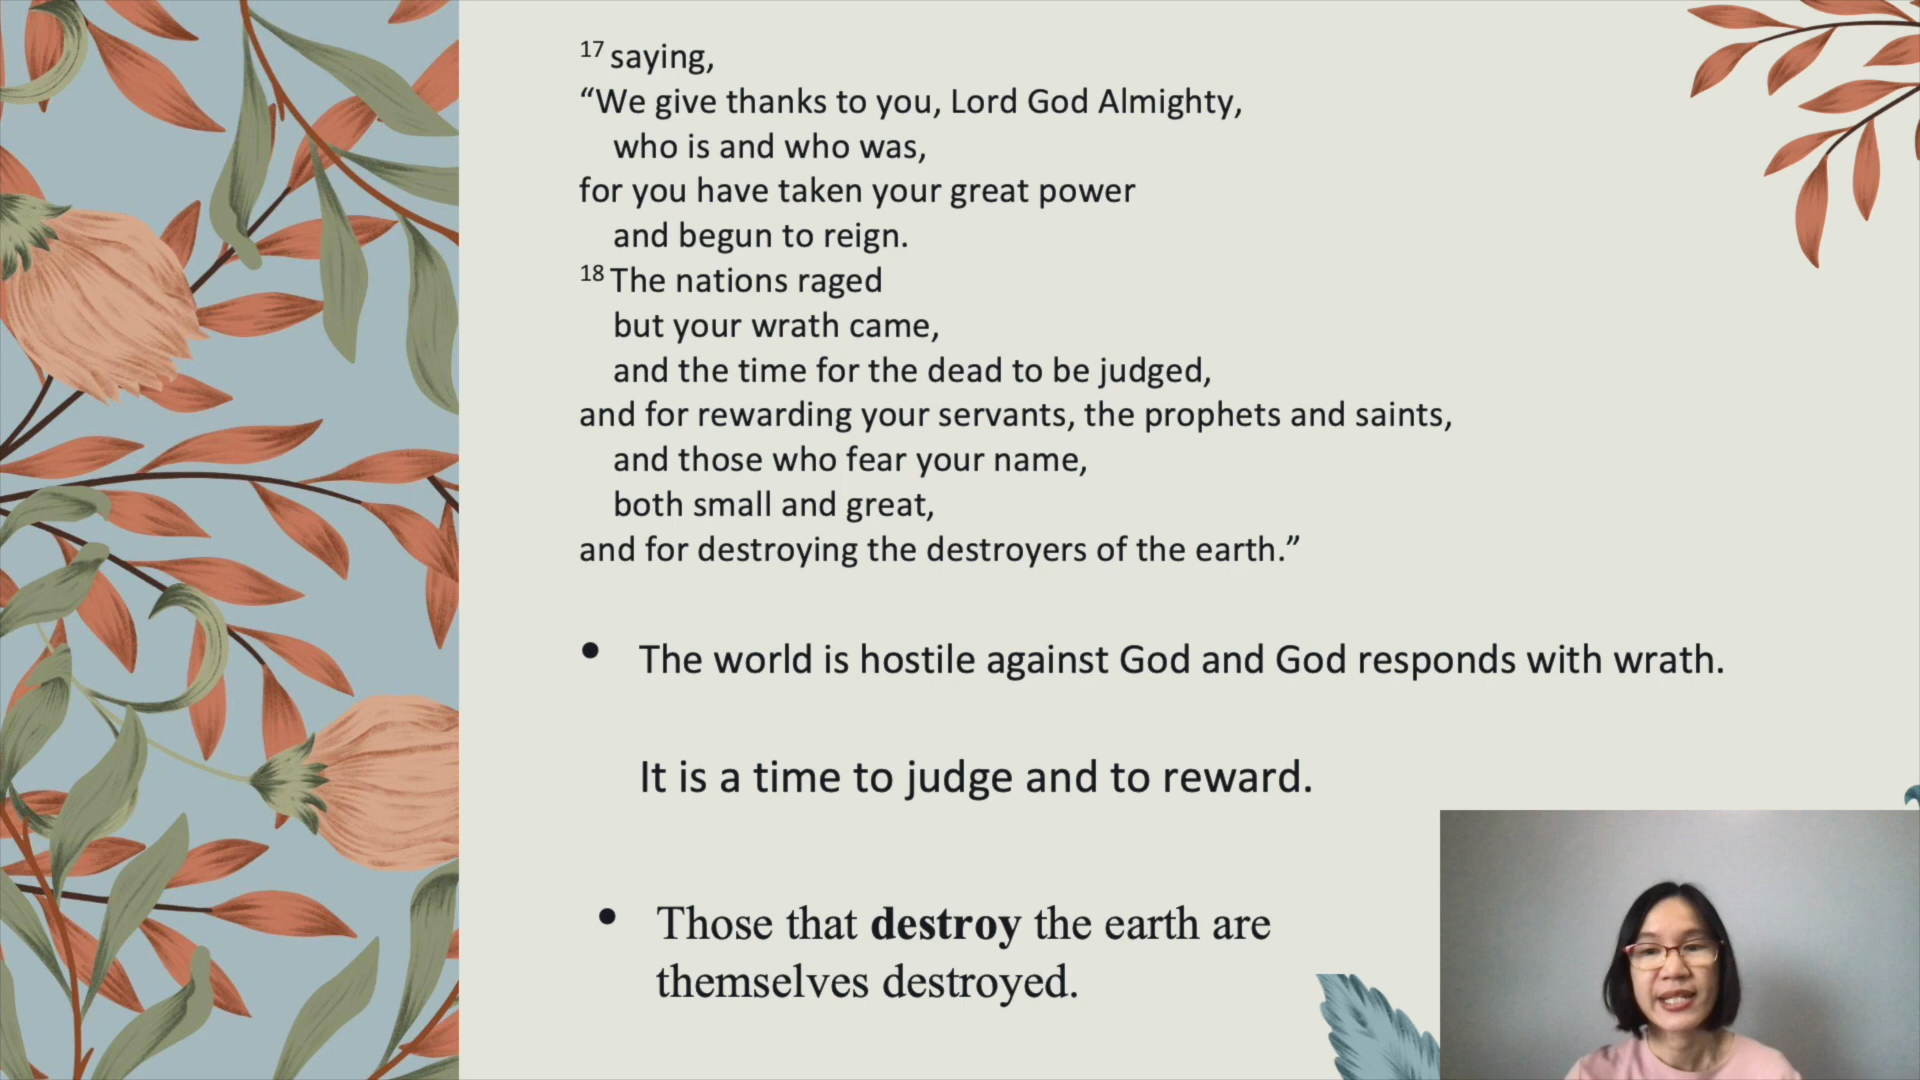 17 saying,
“We give thanks to you, Lord God Almighty,
who is and who was,
for you have taken your great power
and begun to reign.
18 The nations raged
but your wrath came,
and the time for the dead to be judged,
and for rewarding your servants, the prophets and saints,
and those who fear your name,
both small and great,
and for destroying the destroyers of the earth.”
• The world is hostile against God and God responds with wrath.
It is a time to judge and to reward.
• Those that destroy the earth are
themselves destroyed.